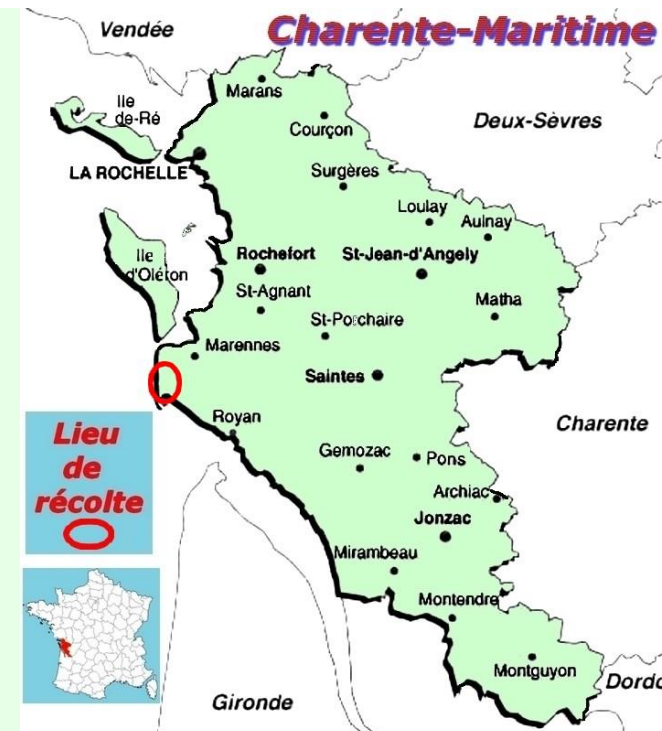 Charente-Maritime
Vendée
Marans
Ile
de-Ré
Courçon
Deux-Sèvres
LA ROCHELLE
Surgères
Loulay
Aulnay
Ile
d'Oléron
Rochefort
St-Jean-d'Angely
St-Agnant
Matha
St-Porchaire
Marennes
Saintes
Royan
Charente
Lieu
de
récolte
Gemozac
Pons
Archiac
Jonzac
Mirambeau
Montendre
Montguyon
Dordo
Gironde